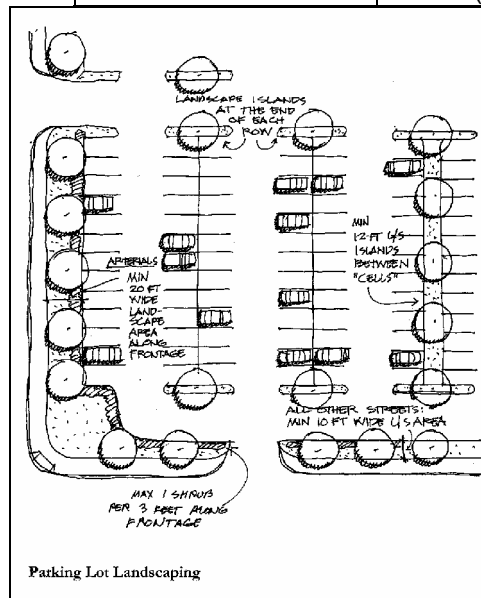 LANDSCAPE ISLANDS
AT THE END
OF EACH
ROW
MIN
12 FT L/S
ISLANDS
BETWEEN
"CELLS"
ARTERIALS
MIN
20 FT
WIDE
LAND-
SCAPE
AREA
ALONG
FRONTAGE
ALL OTHER STREETS:
MIN 10 FT WIDE L/S AREA
MAX 1 SHRUB
PER 3 FEET ALONG
FRONTAGE
Parking Lot Landscaping